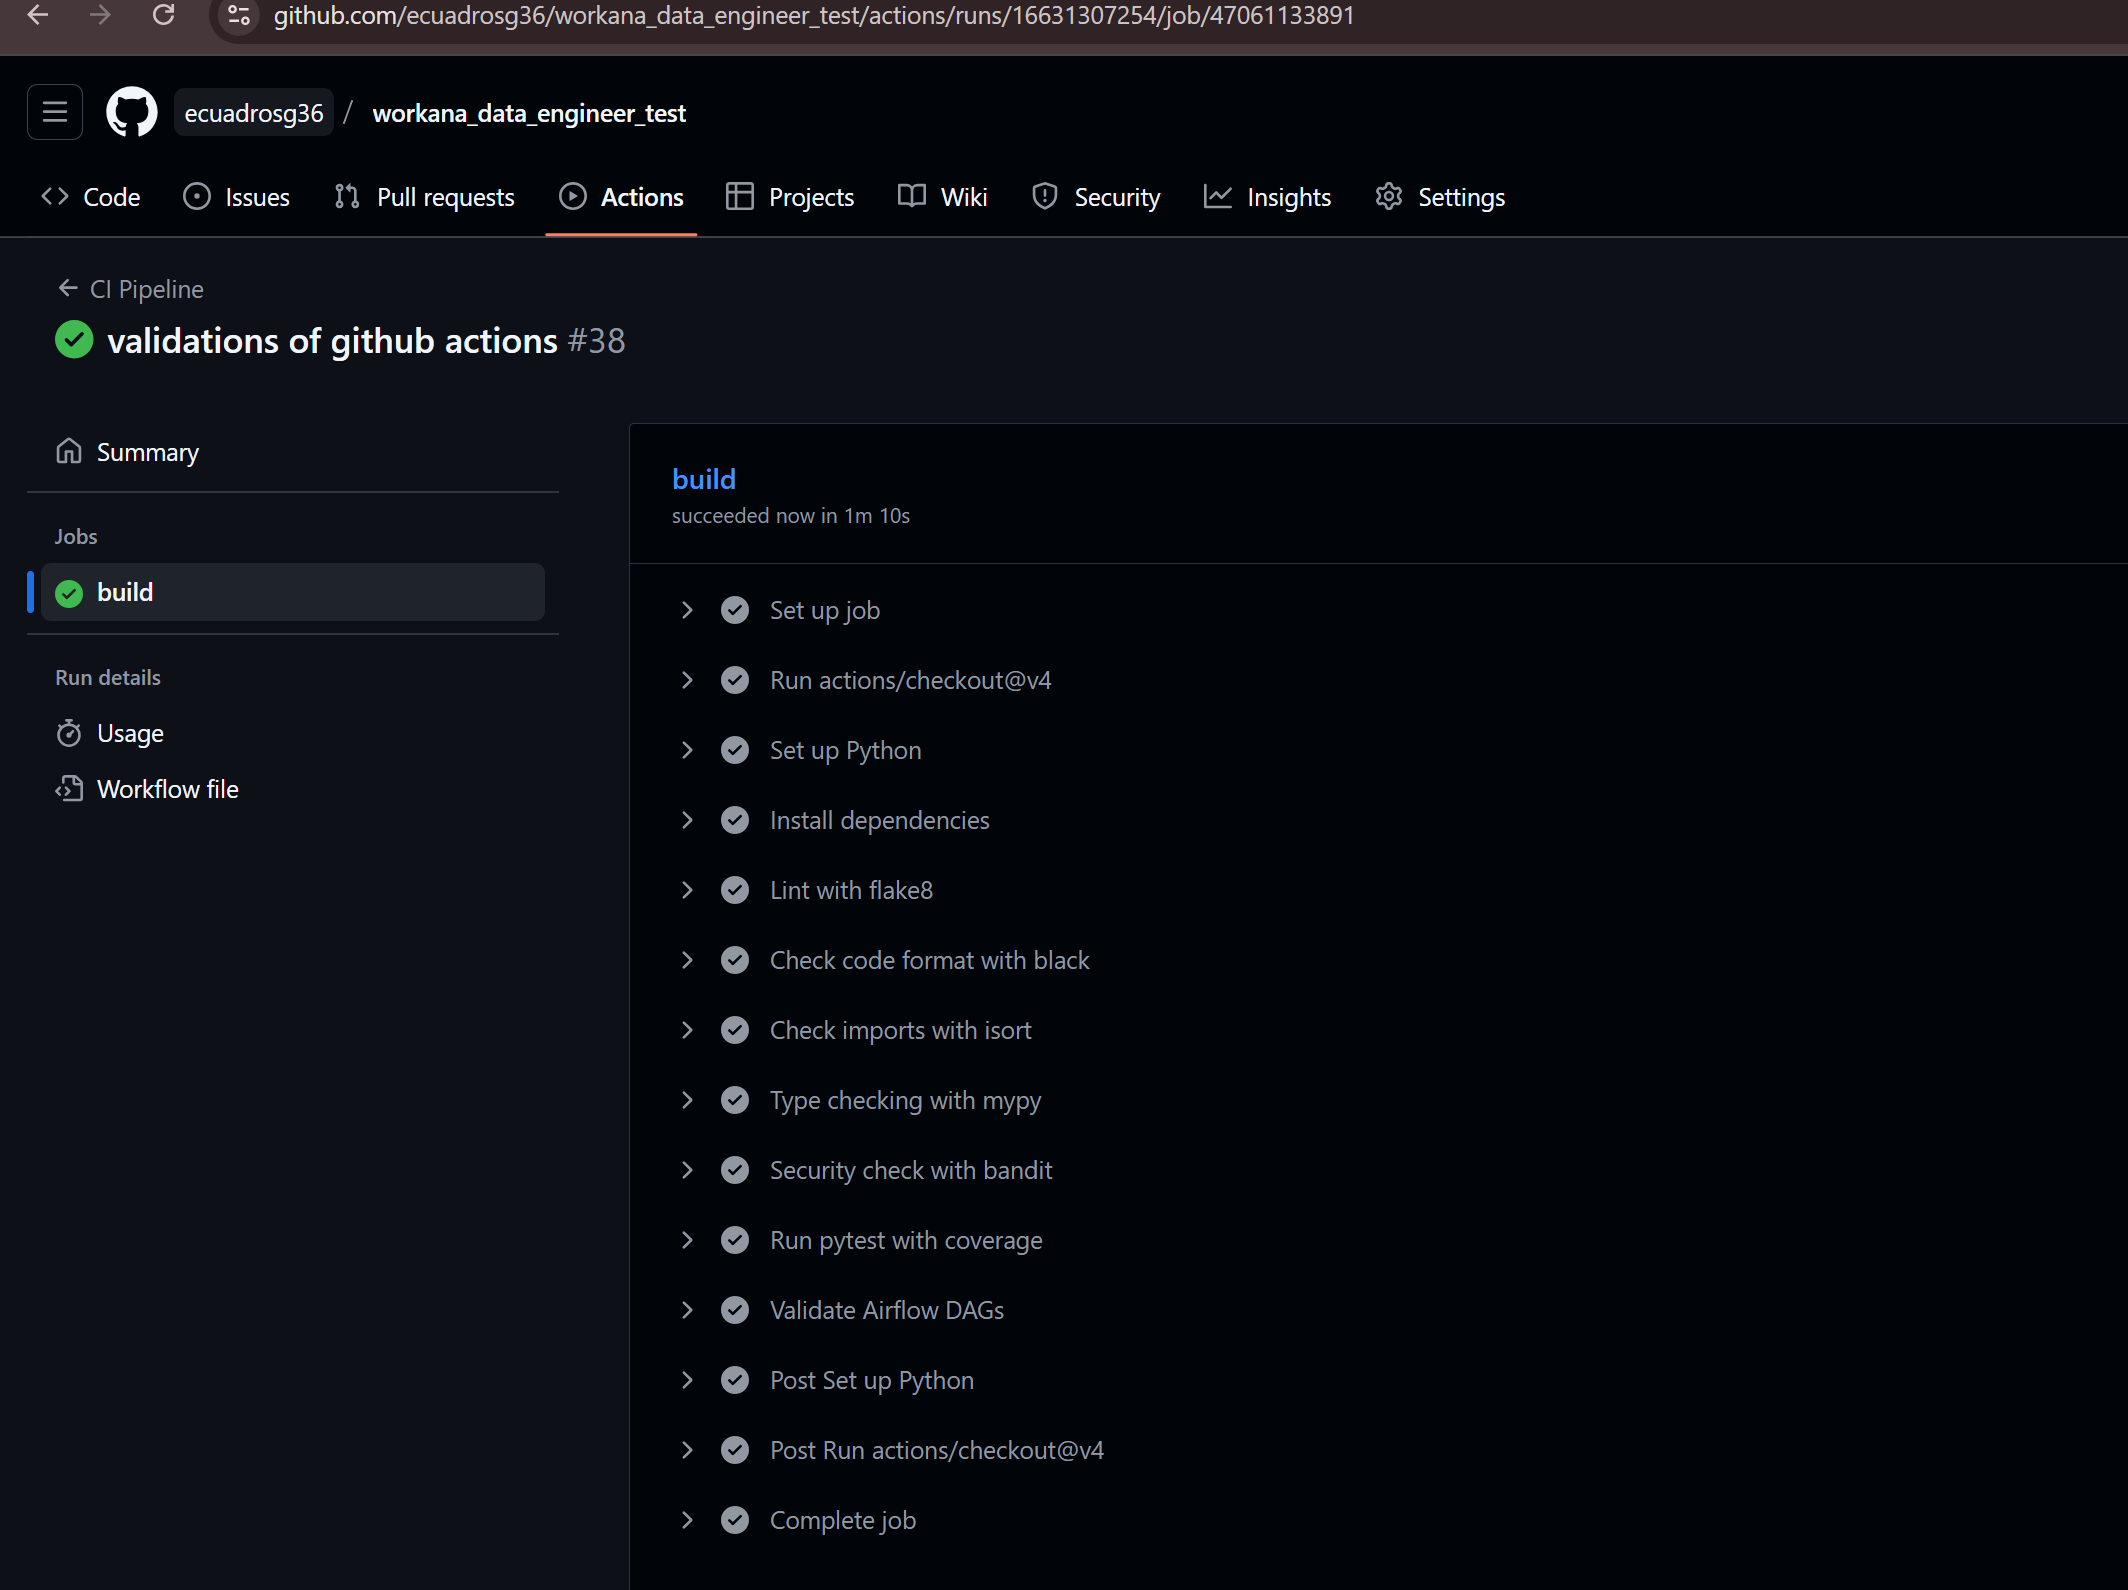 github.com/ecuadrosg36/workana_data_engineer_test/actions/runs/16631307254/job/47061133891
ecuadrosg36 / workana_data_engineer_test
Code Issues Pull requests Actions Projects Wiki Security Insights Settings
CI Pipeline
validations of github actions #38
Summary
Jobs
build
Run details
Usage
Workflow file
build
succeeded now in 1m 10s
Set up job
Run actions/checkout@v4
Set up Python
Install dependencies
Lint with flake8
Check code format with black
Check imports with isort
Type checking with mypy
Security check with bandit
Run pytest with coverage
Validate Airflow DAGs
Post Set up Python
Post Run actions/checkout@v4
Complete job